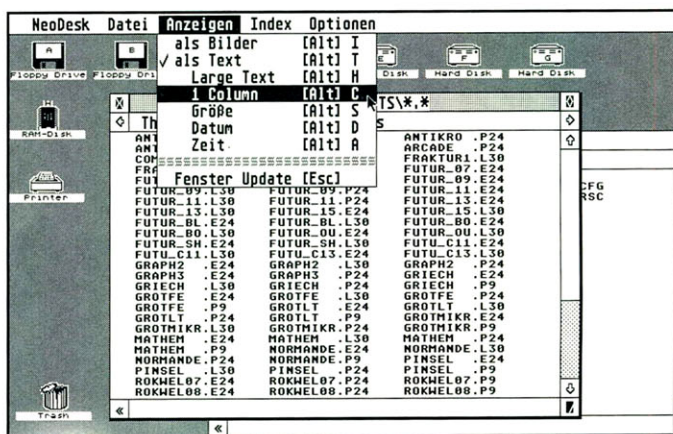 NeoDesk Datei Anzeigen Index Optionen
als Bilder [Alt] I
√ als Text [Alt] T
Large Text [Alt] H
1 Column [Alt] C
Größe [Alt] S
Datum [Alt] D
Zeit [Alt] A
Fenster Update [Esc]
A
B
E
F
G
Floppy Drive
Disk
Hard Disk
Hard Disk
H
RAM-Disk
Printer
Trash
TS\*.*
ANTIKRO .P24
ARCADE .P24
FRAKTUR1.L30
FUTUR_07.E24
FUTUR_09.E24
FUTUR_09.L30 FUTUR_09.P24 FUTUR_11.E24
FUTUR_11.L30 FUTUR_11.P24 FUTUR_13.E24
FUTUR_13.L30 FUTUR_15.E24 FUTUR_15.L30
FUTUR_BL.E24 FUTUR_BL.L30 FUTUR_BO.E24
FUTUR_BO.L30 FUTUR_OU.E24 FUTUR_OU.L30
FUTUR_SH.E24 FUTUR_SH.L30 FUTU_C11.E24
FUTU_C11.L30 FUTU_C13.E24 FUTU_C13.L30
GRAPH2 .E24 GRAPH2 .L30 GRAPH2 .P24
GRAPH3 .E24 GRAPH3 .P24 GRIECH .E24
GRIECH .L30 GRIECH .P24 GRIECH .P9
GROTFE .E24 GROTFE .L30 GROTFE .P24
GROTFE .P9 GROTLT .E24 GROTLT .L30
GROTLT .P24 GROTLT .P9 GROTMIKR.E24
GROTMIKR.L30 GROTMIKR.P24 GROTMIKR.P9
MATHEM .E24 MATHEM .L30 MATHEM .P24
MATHEM .P9 NORMANDE.E24 NORMANDE.L30
NORMANDE.P24 NORMANDE.P9 PINSEL .E24
PINSEL .L30 PINSEL .P24 PINSEL .P9
ROKWEL07.E24 ROKWEL07.P24 ROKWEL07.P9
ROKWEL08.E24 ROKWEL08.P24 ROKWEL08.P9
CFG
RSC